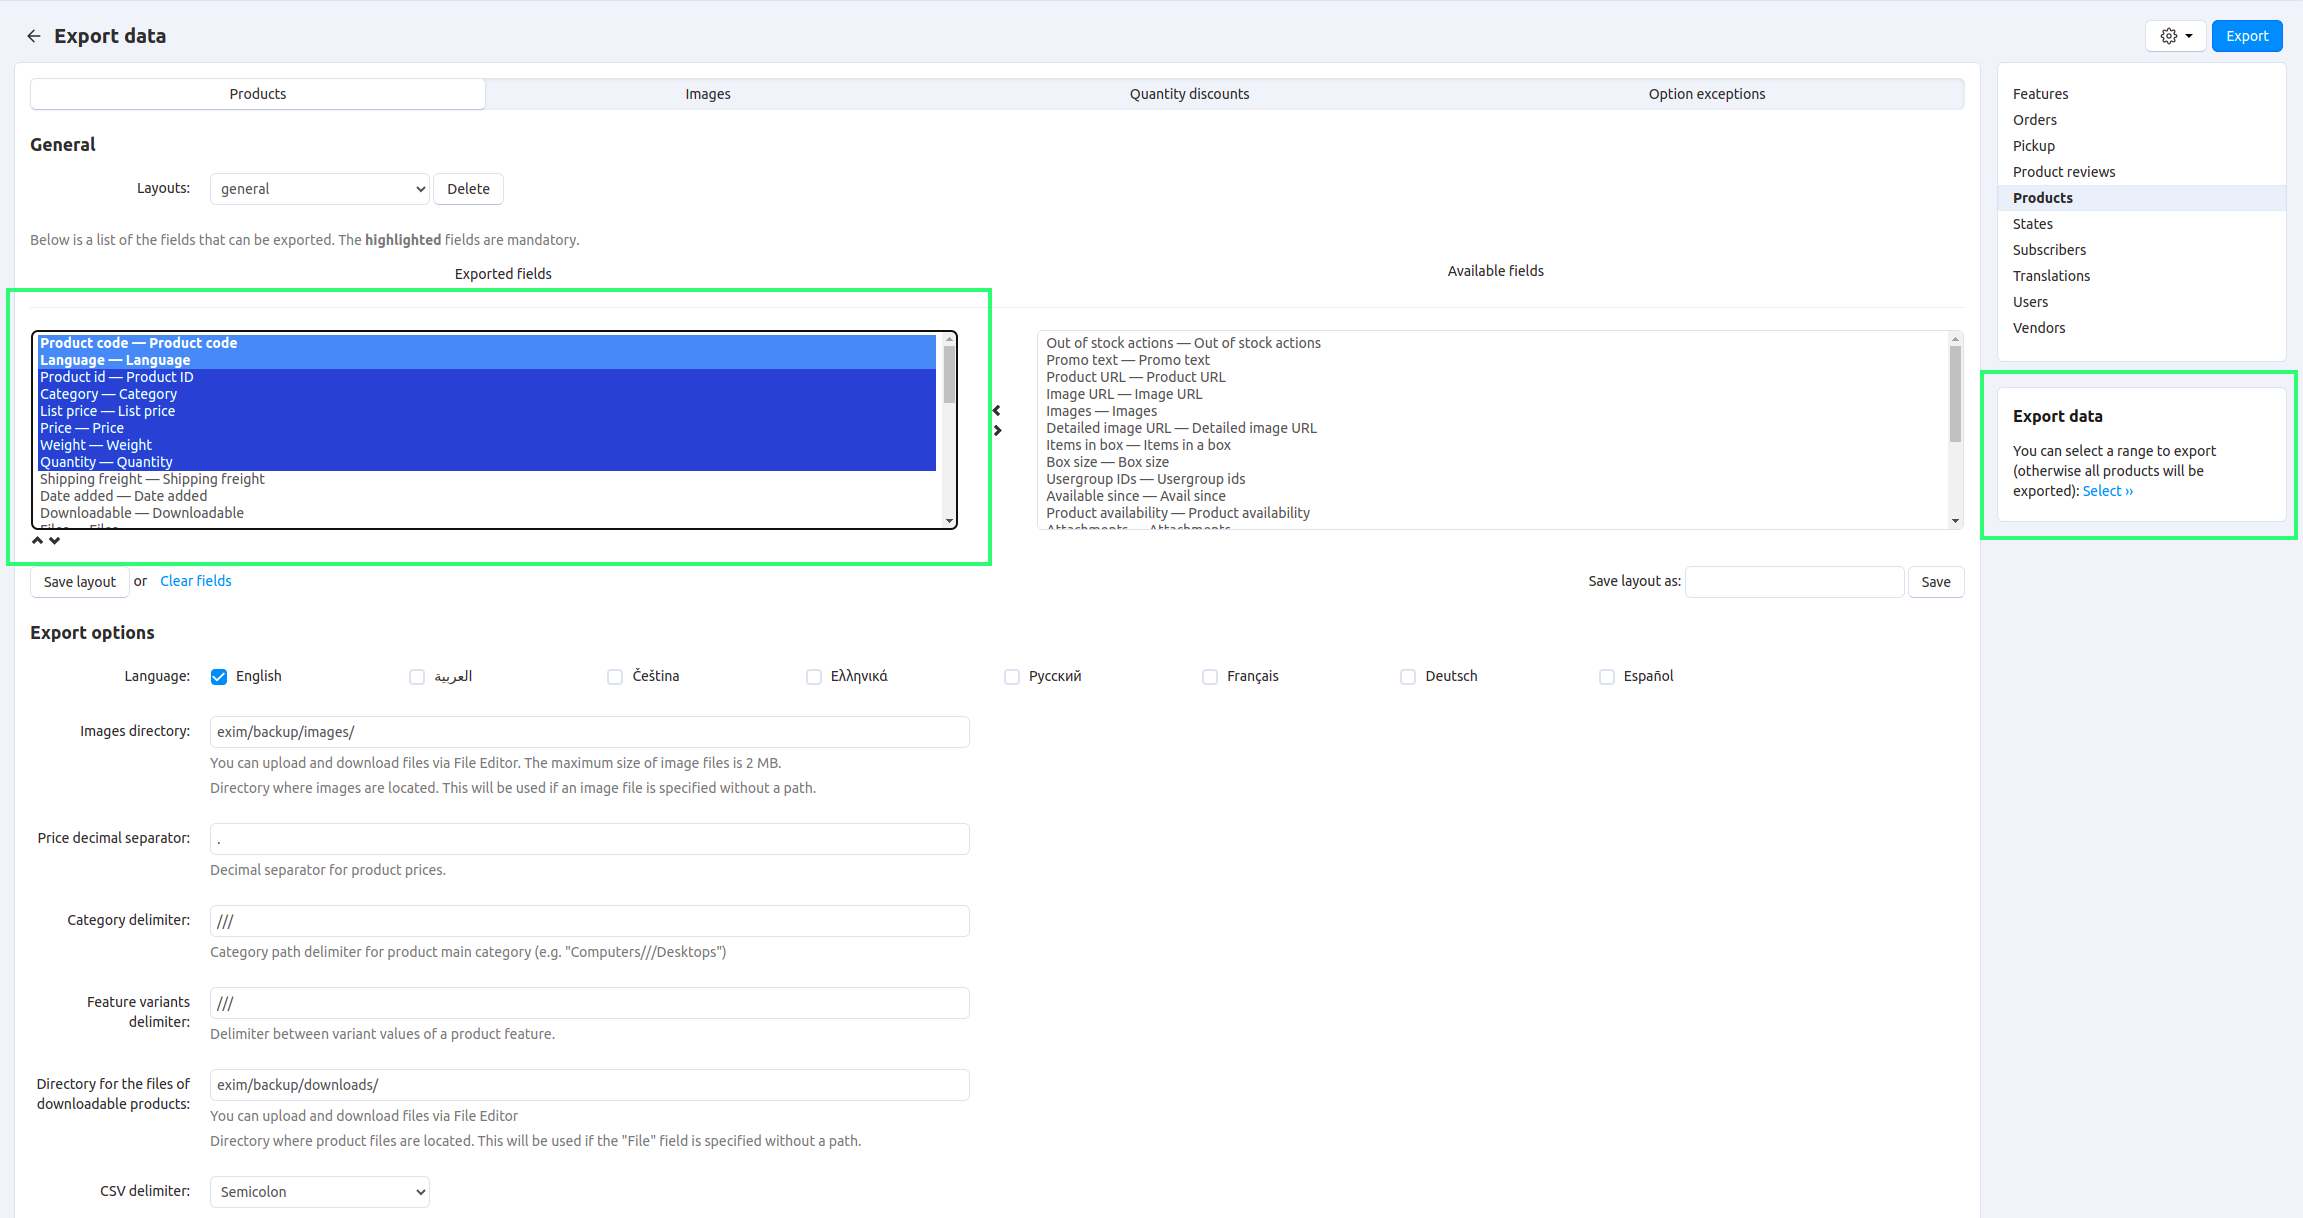 Export data
Export
Products
Images
Quantity discounts
Option exceptions
General
Layouts:
general
Delete
Below is a list of the fields that can be exported. The highlighted fields are mandatory.
Exported fields
Available fields
Product code — Product code
Language — Language
Product id — Product ID
Category — Category
List price — List price
Price — Price
Weight — Weight
Quantity — Quantity
Shipping freight — Shipping freight
Date added — Date added
Downloadable — Downloadable
Files — Files
Out of stock actions — Out of stock actions
Promo text — Promo text
Product URL — Product URL
Image URL — Image URL
Images — Images
Detailed image URL — Detailed image URL
Items in box — Items in a box
Box size — Box size
Usergroup IDs — Usergroup ids
Available since — Avail since
Product availability — Product availability
Attachments — Attachments
Save layout or Clear fields
Save layout as:
Save
Export options
Language:
English
العربية
Čeština
Ελληνικά
Русский
Français
Deutsch
Español
Images directory:
exim/backup/images/
You can upload and download files via File Editor. The maximum size of image files is 2 MB.
Directory where images are located. This will be used if an image file is specified without a path.
Price decimal separator:
.
Decimal separator for product prices.
Category delimiter:
///
Category path delimiter for product main category (e.g. "Computers///Desktops")
Feature variants
delimiter:
///
Delimiter between variant values of a product feature.
Directory for the files of
downloadable products:
exim/backup/downloads/
You can upload and download files via File Editor
Directory where product files are located. This will be used if the "File" field is specified without a path.
CSV delimiter:
Semicolon
Features
Orders
Pickup
Product reviews
Products
States
Subscribers
Translations
Users
Vendors
Export data
You can select a range to export
(otherwise all products will be
exported): Select ››